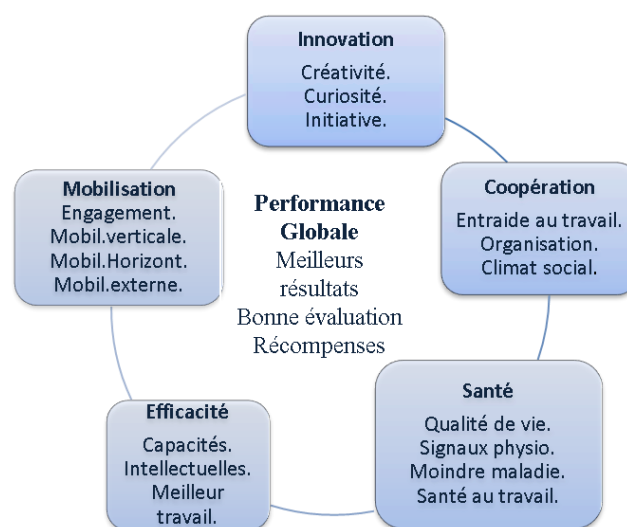 Innovation
Créativité.
Curiosité.
Initiative.
Coopération
Entraide au travail.
Organisation.
Climat social.
Santé
Qualité de vie.
Signaux physio.
Moindre maladie.
Santé au travail.
Efficacité
Capacités.
Intellectuelles.
Meilleur
travail.
Mobilisation
Engagement.
Mobil.verticale.
Mobil.Horizont.
Mobil.externe.
Performance
Globale
Meilleurs
résultats
Bonne évaluation
Récompenses